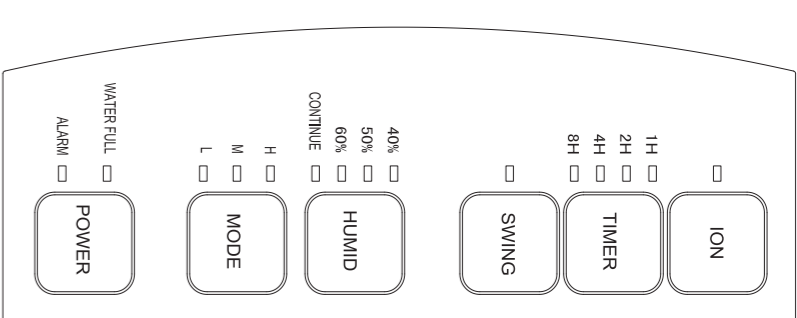 ALARM
WATER FULL
POWER
L
M
H
MODE
CONTINUE
60%
50%
40%
HUMID
SWING
8H
4H
2H
1H
TIMER
ION